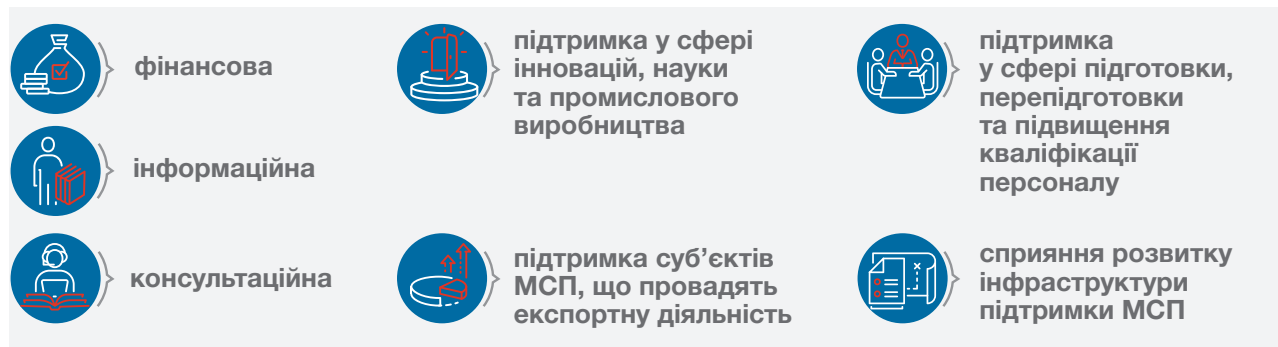 фінансова
інформаційна
консультаційна
підтримка у сфері
інновацій, науки
та промислового
виробництва
підтримка суб’єктів
МСП, що провадять
експортну діяльність
підтримка
у сфері підготовки,
перепідготовки
та підвищення
кваліфікації
персоналу
сприяння розвитку
інфраструктури
підтримки МСП